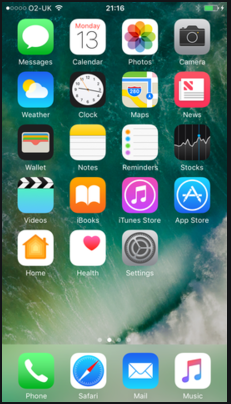 O2-UK 21:16
Monday
13
280
Messages Calendar Photos Camera
Weather Clock Maps News
Wallet Notes Reminders Stocks
Videos iBooks iTunes Store App Store
Home Health Settings
Phone Safari Mail Music